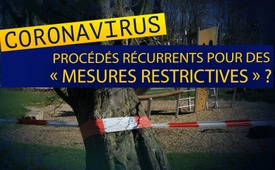 CORONAVIRUS
PROCÉDÉS RÉCURRENTS POUR DES
« MESURES RESTRICTIVES » ?